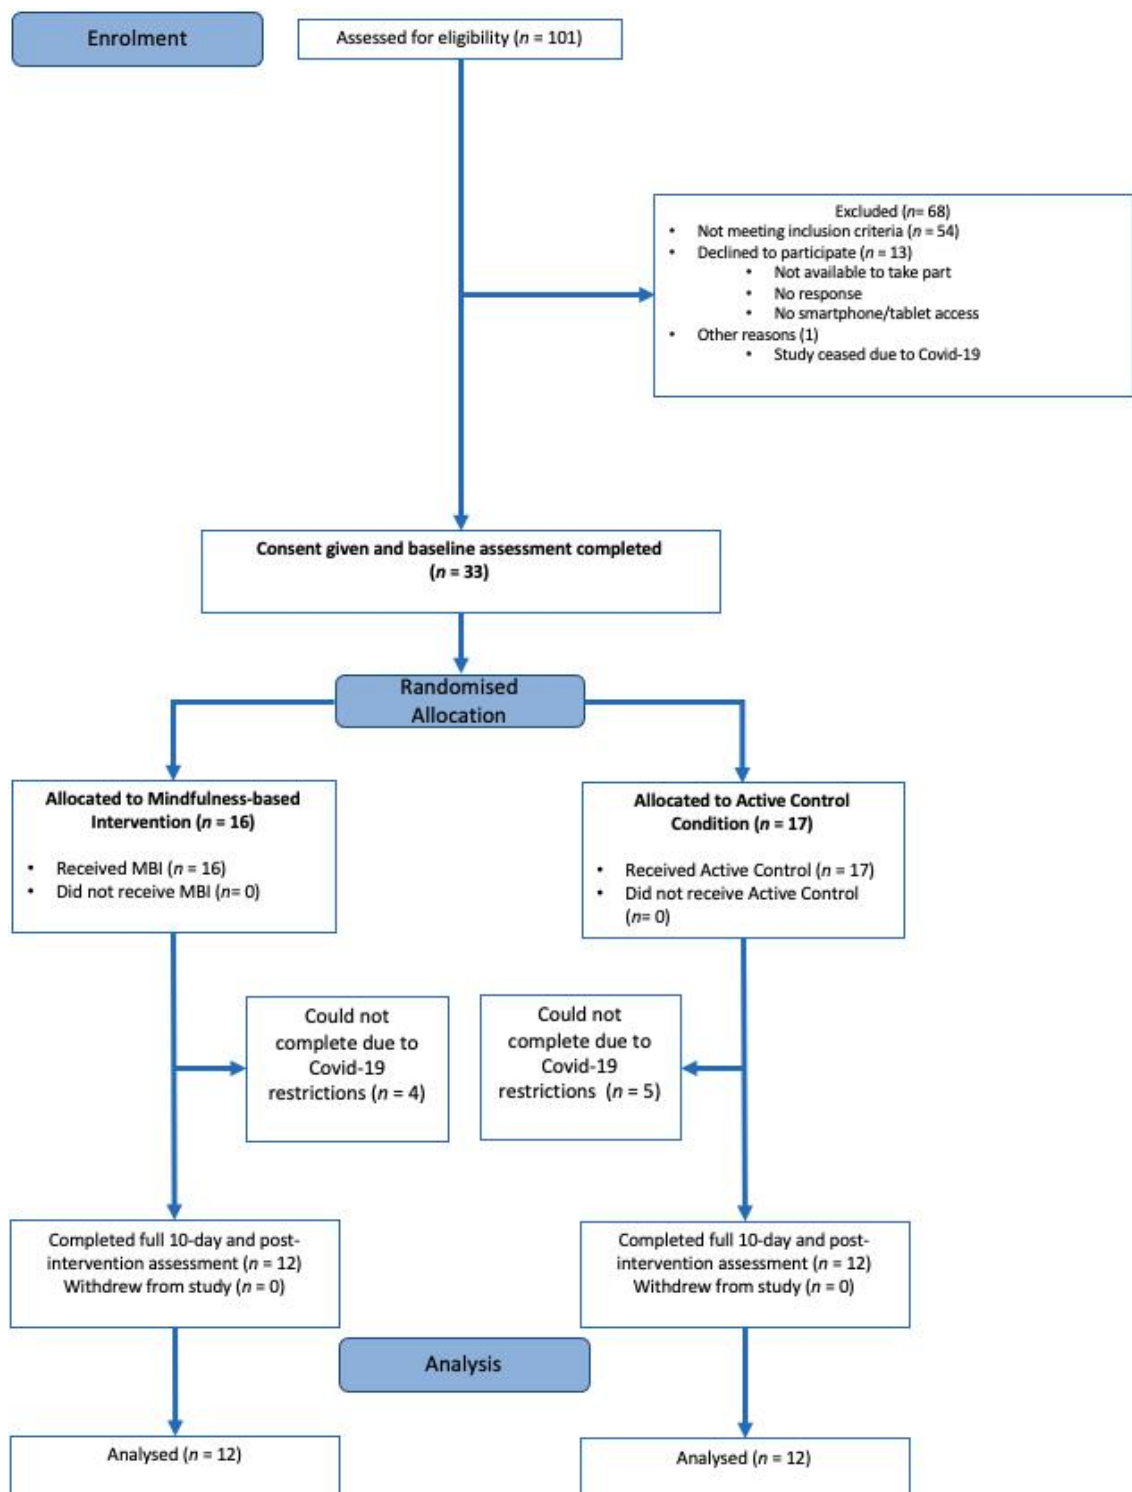 Enrolment
Assessed for eligibility (n = 101)
Excluded (n= 68)
• Not meeting inclusion criteria (n = 54)
• Declined to participate (n = 13)
• Not available to take part
• No response
• No smartphone/tablet access
• Other reasons (1)
• Study ceased due to Covid-19
Consent given and baseline assessment completed
(n = 33)
Randomised
Allocation
Allocated to Mindfulness-based
Intervention (n = 16)
• Received MBI (n = 16)
• Did not receive MBI (n= 0)
Allocated to Active Control
Condition (n = 17)
• Received Active Control (n = 17)
• Did not receive Active Control
(n= 0)
Could not
complete due to
Covid-19
restrictions (n = 4)
Could not
complete due to
Covid-19
restrictions (n = 5)
Completed full 10-day and post-
intervention assessment (n = 12)
Withdrew from study (n = 0)
Completed full 10-day and post-
intervention assessment (n = 12)
Withdrew from study (n = 0)
Analysis
Analysed (n = 12)
Analysed (n = 12)